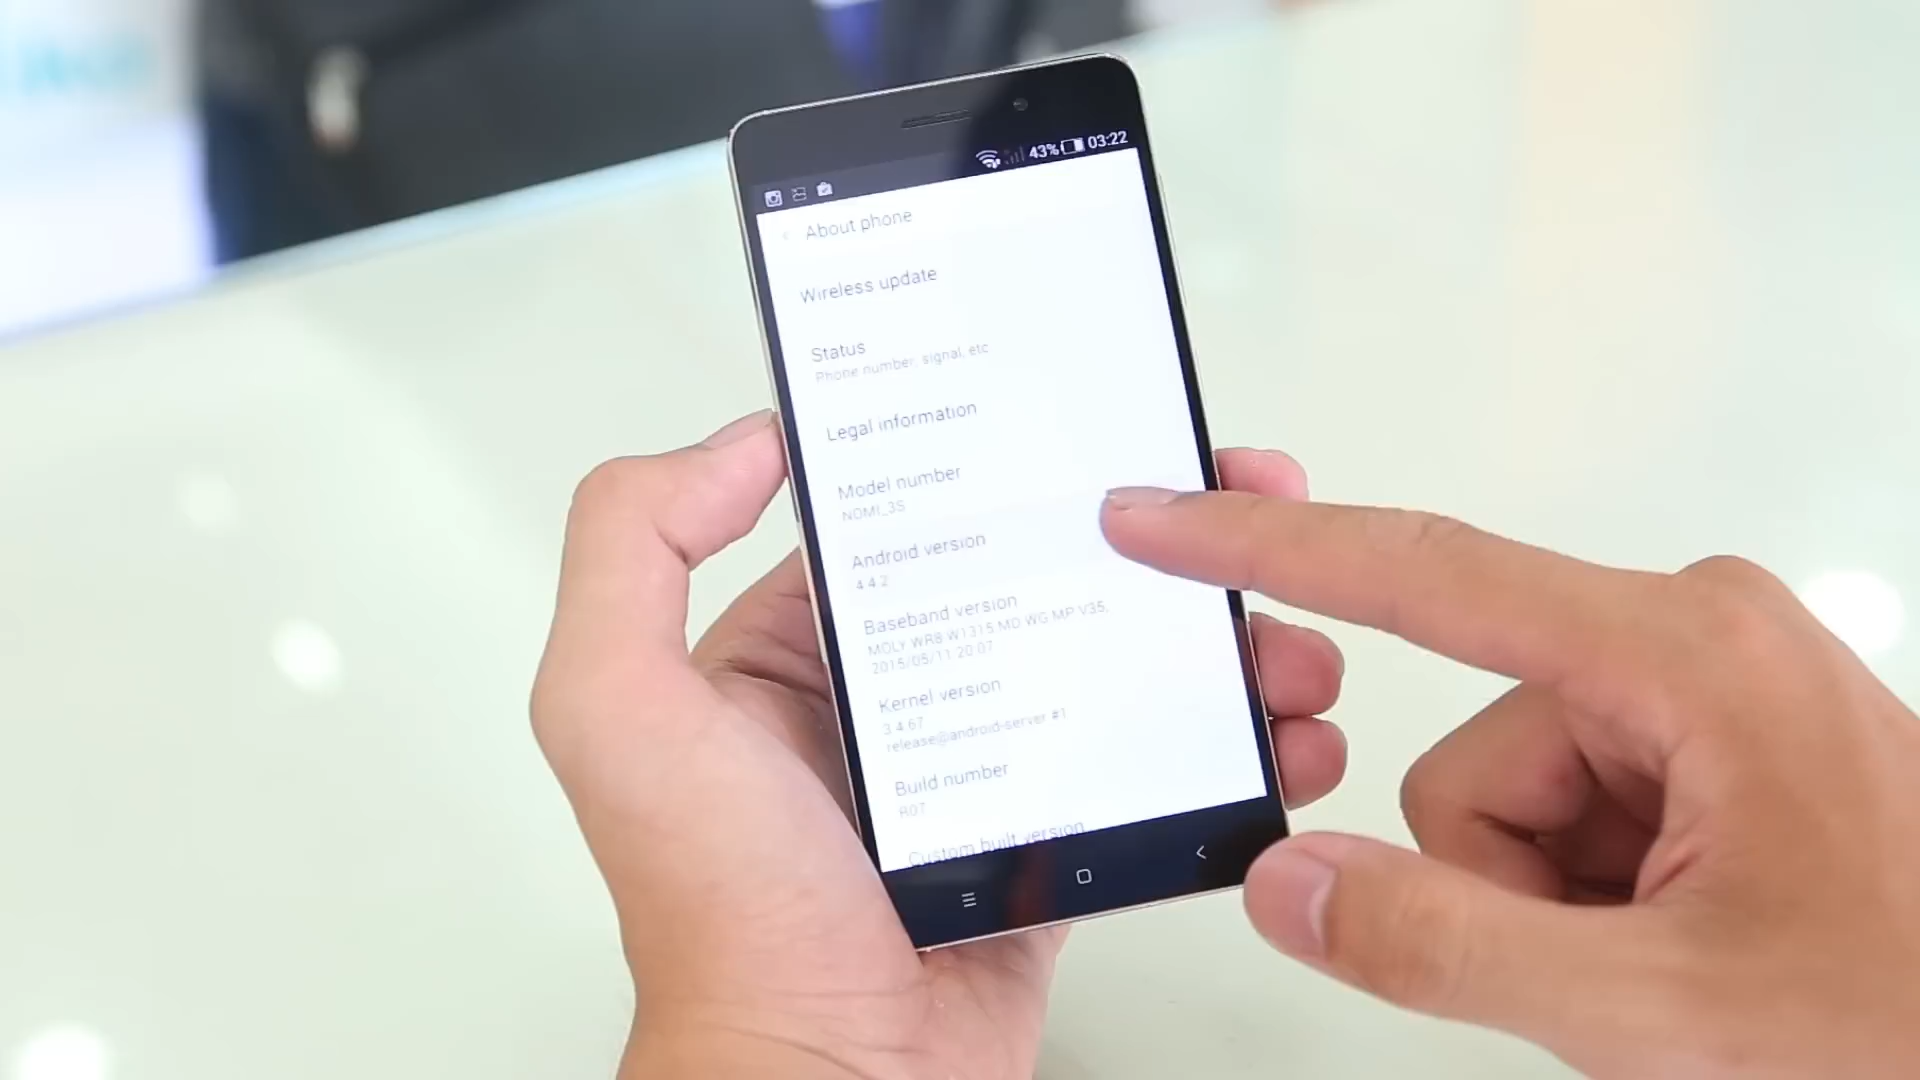 43% 03:22
About phone
Wireless update
Status
Phone number, signal, etc
Legal information
Model number
NOMI_3S
Android version
4.4.2
Baseband version
MOLY.WR8.W1315.MD.WG.MP.V35,
2015/05/11 20:07
Kernel version
3.4.67
release@android-server #1
Build number
R07
Custom built version